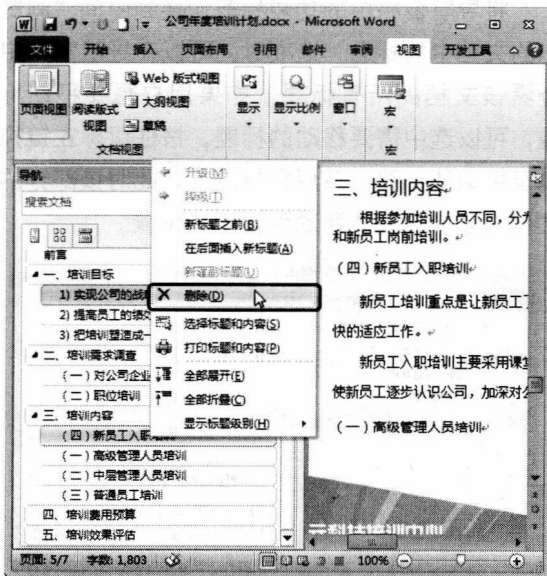 公司年度培训计划.docx - Microsoft Word
文件 开始 插入 页面布局 引用 邮件 审阅 视图 开发工具
页面视图 阅读版式视图 Web 版式视图 大纲视图 草稿 显示 显示比例 窗口 宏
文档视图 宏
导航
搜索文档
前言
一、培训目标
1) 实现公司的战
2) 提高员工的绩效
3) 把培训塑造成一
二、培训需求调查
(一) 对公司企业
(二) 职位培训
三、培训内容
(四) 新员工入职培训
(一) 高级管理人员培训
(二) 中层管理人员培训
(三) 普通员工培训
四、培训费用预算
五、培训效果评估
升级(M)
降级(T)
新标题之前(B)
在后面插入新标题(A)
新建副标题(U)
删除(D)
选择标题和内容(S)
打印标题和内容(P)
全部展开(E)
全部折叠(C)
显示标题级别(H)
三、培训内容
根据参加培训人员不同，分为
和新员工岗前培训。
(四) 新员工入职培训
新员工培训重点是让新员工了
快的适应工作。
新员工入职培训主要采用课堂
使新员工逐步认识公司，加深对公
(一) 高级管理人员培训
页面: 5/7 字数: 1,803 100%